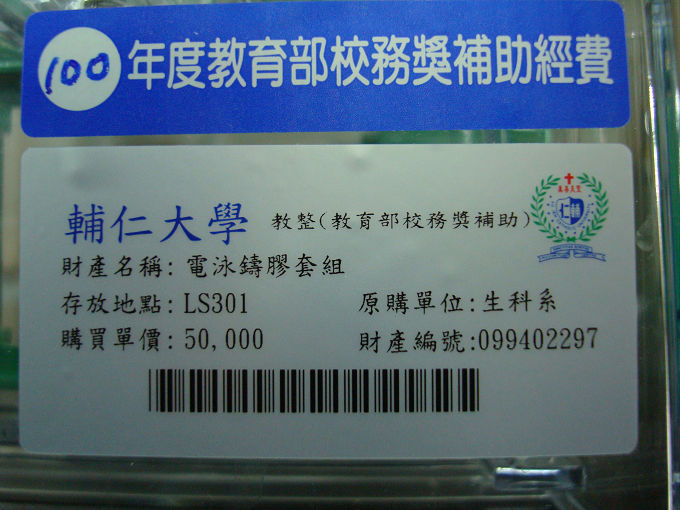 100年度教育部校務獎補助經費
輔仁大學 教整(教育部校務獎補助)
財產名稱: 電泳鑄膠套組
存放地點: LS301 原購單位: 生科系
購買單價: 50,000 財產編號:099402297